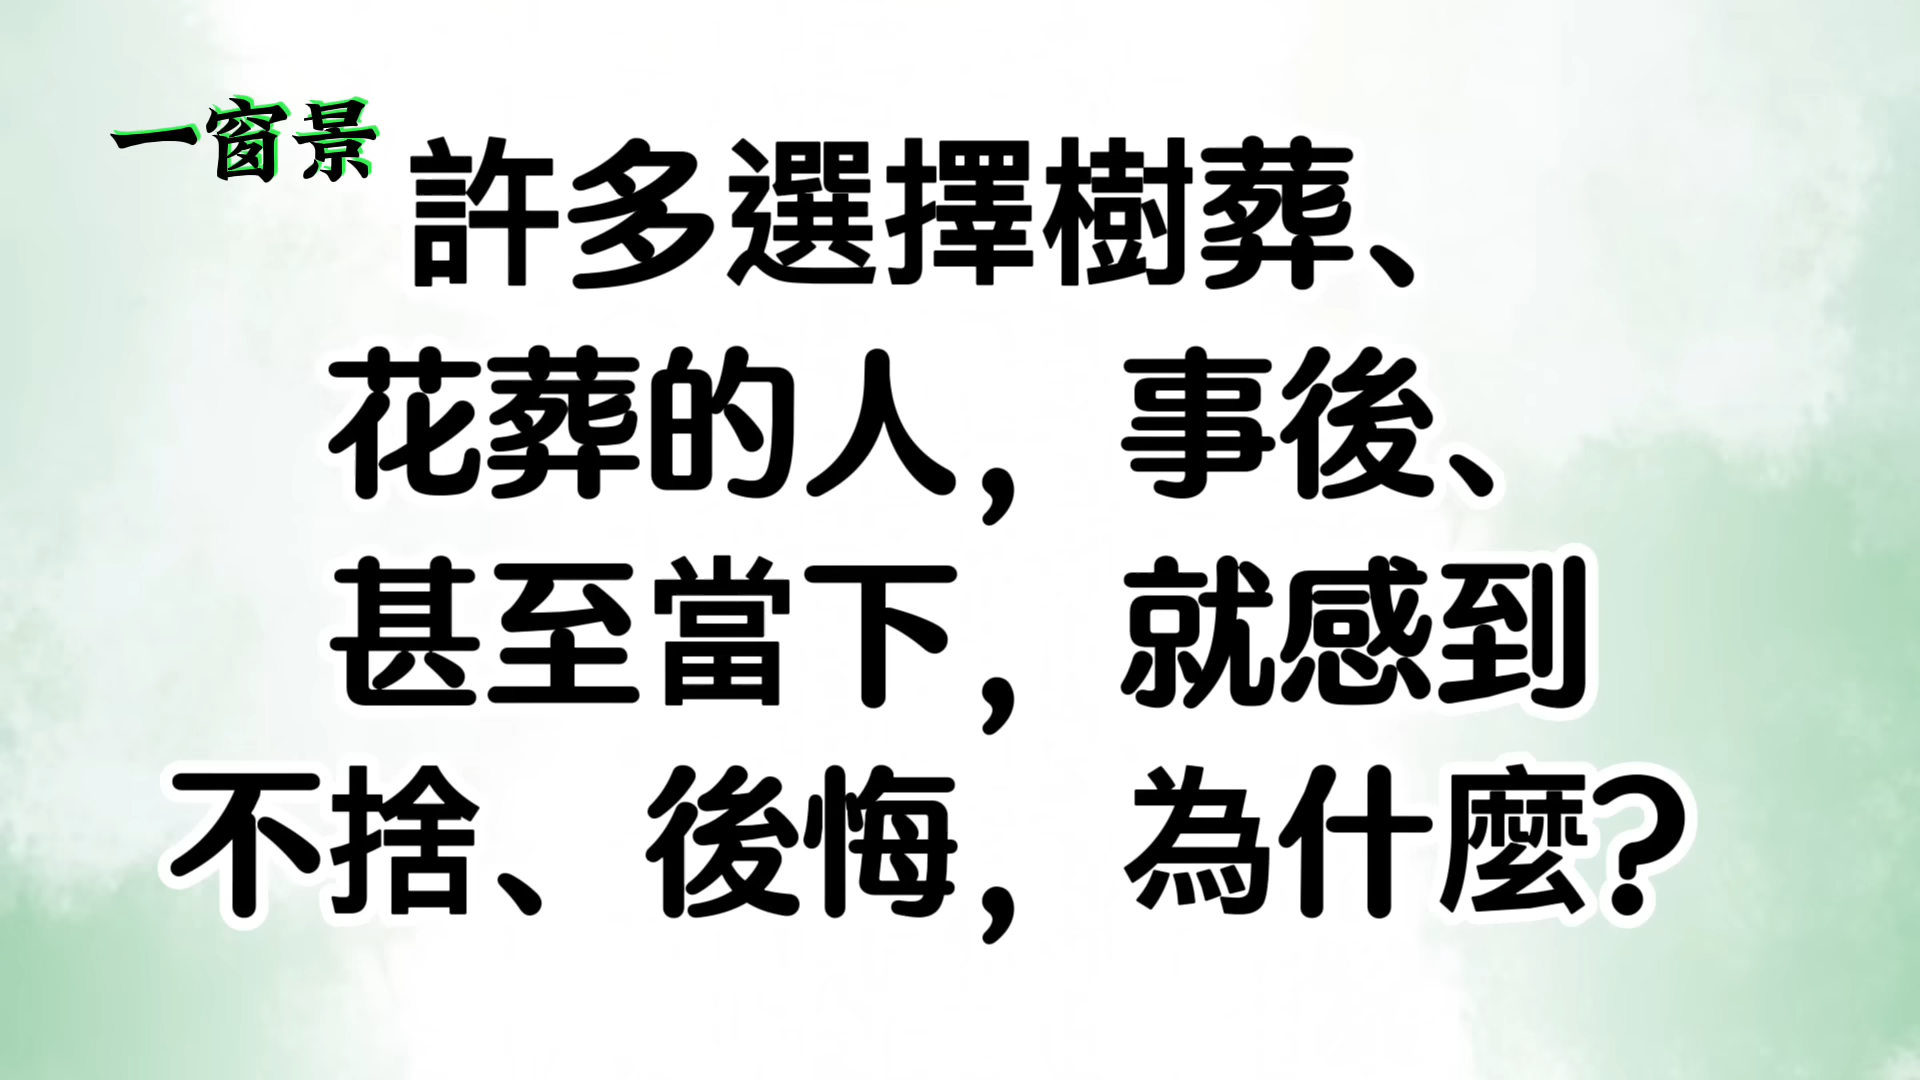 一窗景
許多選擇樹葬、
花葬的人，事後、
甚至當下，就感到
不捨、後悔，為什麼?